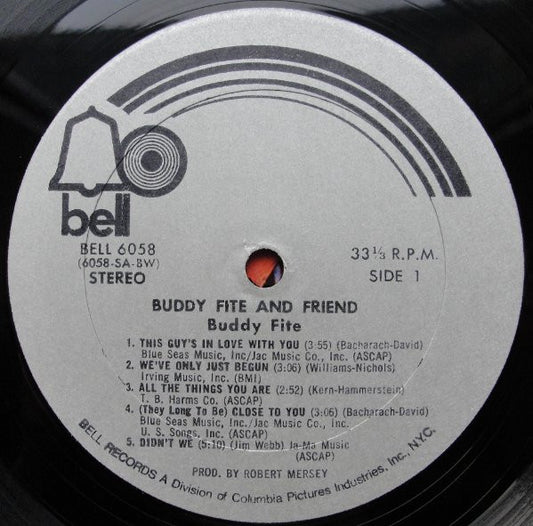 bell
BELL 6058
(6058-SA-BW)
STEREO
33⅓ R.P.M.
SIDE 1
BUDDY FITE AND FRIEND
Buddy Fite
1. THIS GUY'S IN LOVE WITH YOU (3:55) (Bacharach-David)
Blue Seas Music, Inc/Jac Music Co., Inc. (ASCAP)
2. WE'VE ONLY JUST BEGUN (3:06) (Williams-Nichols)
Irving Music, Inc. (BMI)
3. ALL THE THINGS YOU ARE (2:52) (Kern-Hammerstein)
T. B. Harms Co. (ASCAP)
4. (They Long To Be) CLOSE TO YOU (3:06) (Bacharach-David)
Blue Seas Music, Inc./Jac Music Co., Inc.
U. S. Songs, Inc. (ASCAP)
5. DIDN'T WE (5:10) (Jim Webb) Ja-Ma Music
(ASCAP)
PROD. BY ROBERT MERSEY
BELL RECORDS A Division of Columbia Pictures Industries, Inc., NYC.